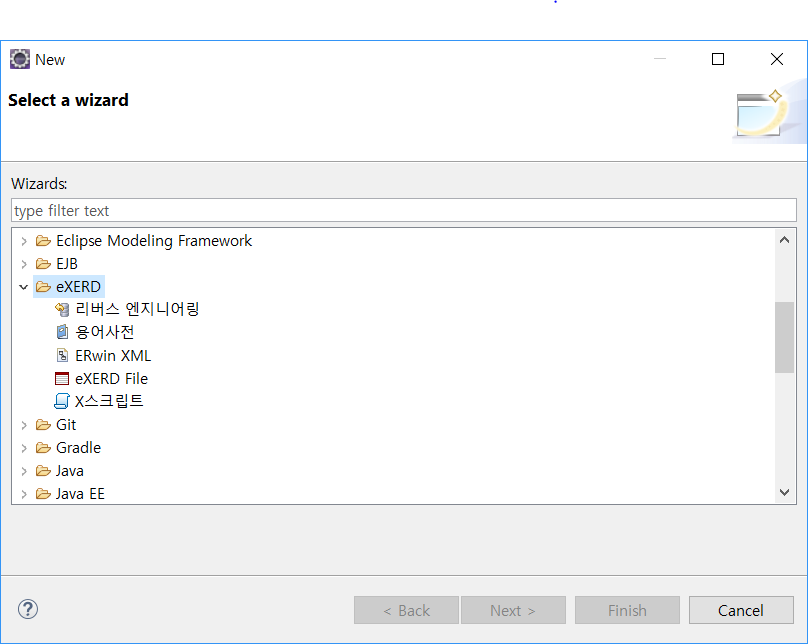 New
Select a wizard
Wizards:
type filter text
Eclipse Modeling Framework
EJB
eXERD
리버스 엔지니어링
용어사전
ERwin XML
eXERD File
X스크립트
Git
Gradle
Java
Java EE
?
< Back Next > Finish Cancel